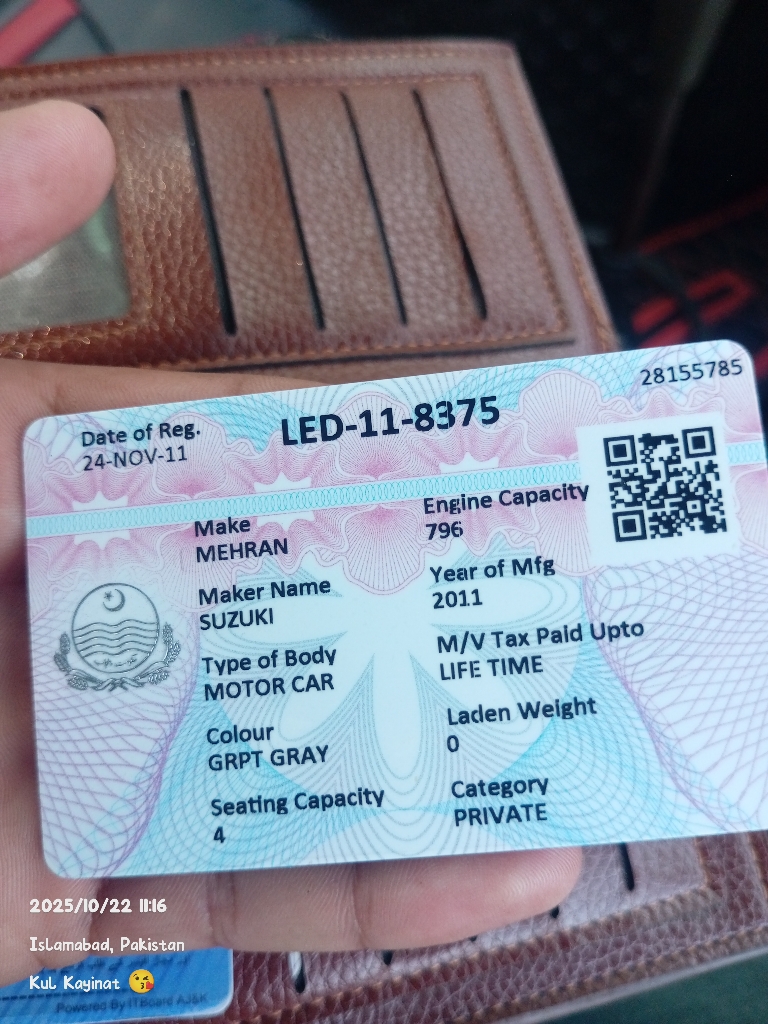 28155785
Date of Reg.
24-NOV-11
LED-11-8375
Make
MEHRAN
Engine Capacity
796
Maker Name
SUZUKI
Year of Mfg
2011
Type of Body
MOTOR CAR
M/V Tax Paid Upto
LIFE TIME
Colour
GRPT GRAY
Laden Weight
0
Seating Capacity
4
Category
PRIVATE
2025/10/22 11:16
Islamabad, Pakistan
Kul Kayinat 😘
Powered By ITBoard AJ&K